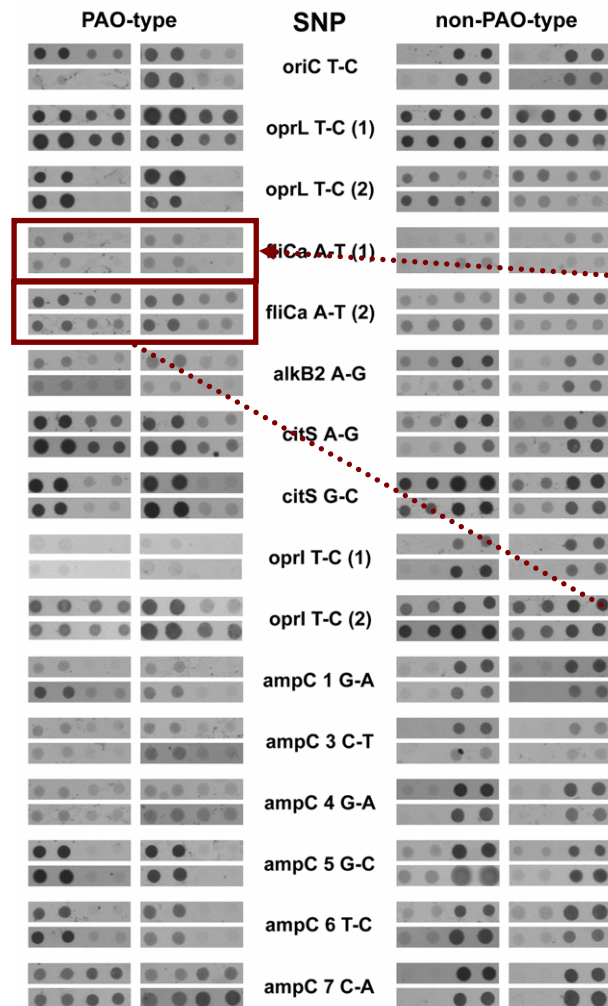 PAO-type SNP non-PAO-type
oriC T-C
oprL T-C (1)
oprL T-C (2)
fliCa A-T (1)
fliCa A-T (2)
alkB2 A-G
citS A-G
citS G-C
oprI T-C (1)
oprI T-C (2)
ampC 1 G-A
ampC 3 C-T
ampC 4 G-A
ampC 5 G-C
ampC 6 T-C
ampC 7 C-A